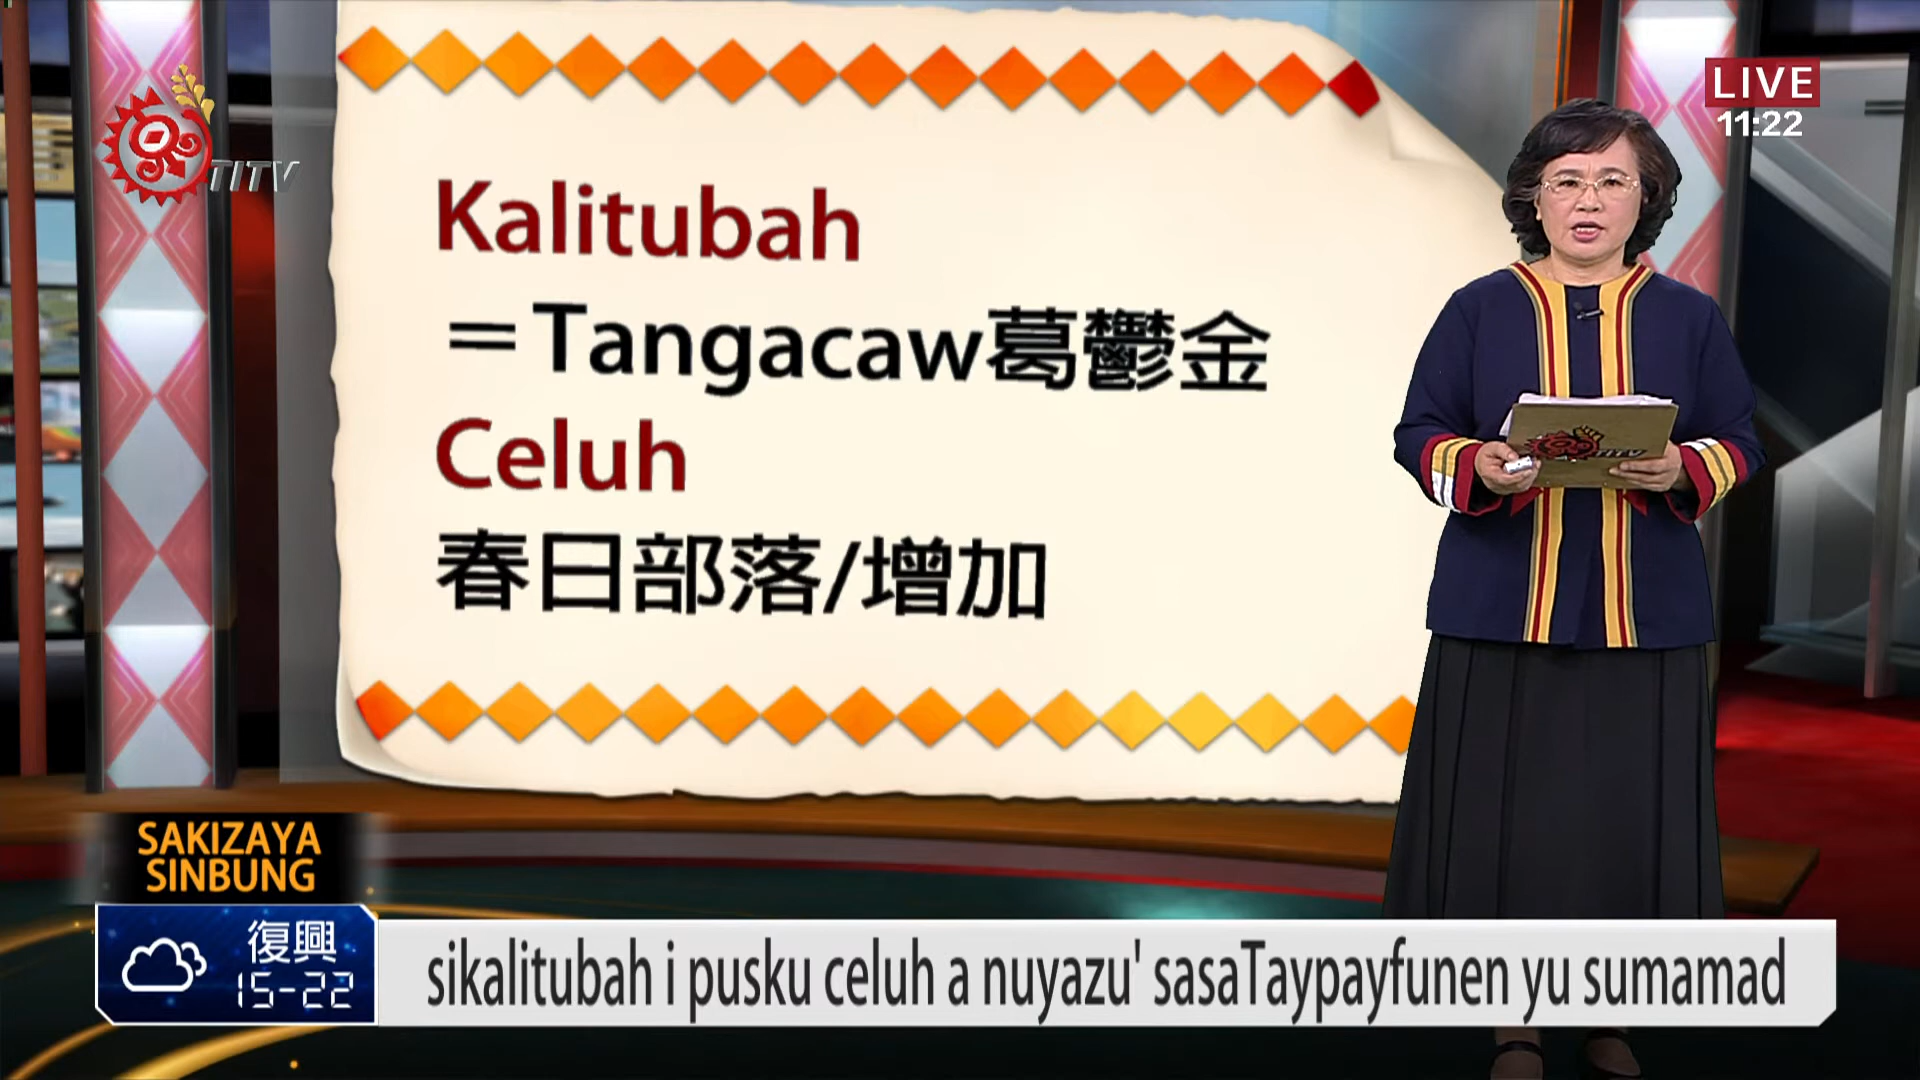 TITV
LIVE
11:22
Kalitubah
＝Tangacaw葛鬱金
Celuh
春日部落/增加
TITV
SAKIZAYA
SINBUNG
復興
15-22
sikalitubah i pusku celuh a nuyazu' sasaTaypayfunen yu sumamad